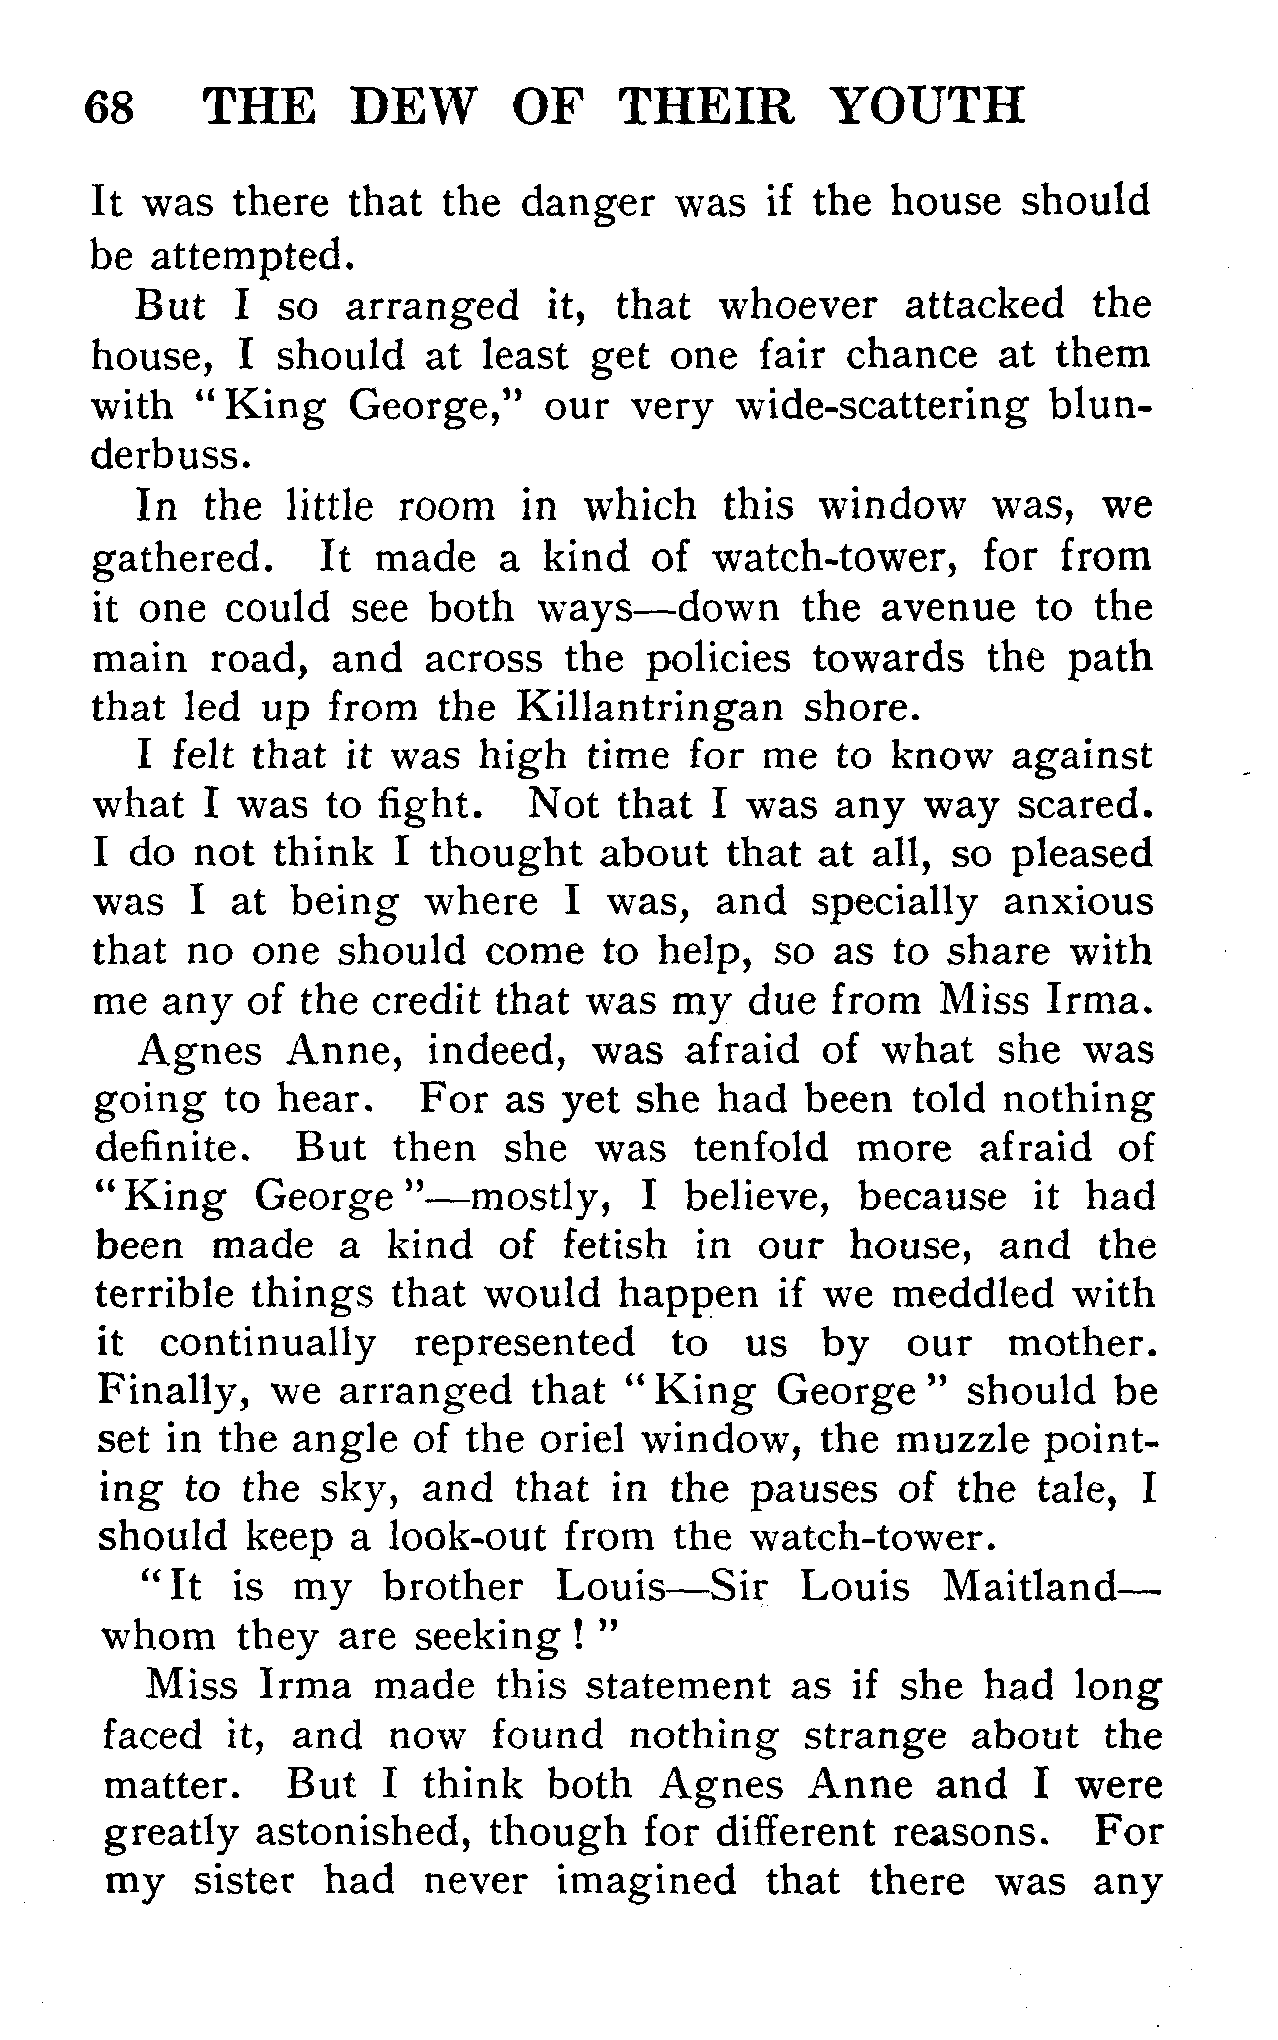 68 THE DEW OF THEIR YOUTH
It was there that the danger was if the house should
be attempted.
But I so arranged it, that whoever attacked the
house, I should at least get one fair chance at them
with “King George,” our very wide-scattering blun-
derbuss.
In the little room in which this window was, we
gathered. It made a kind of watch-tower, for from
it one could see both ways—down the avenue to the
main road, and across the policies towards the path
that led up from the Killantringan shore.
I felt that it was high time for me to know against
what I was to fight. Not that I was any way scared.
I do not think I thought about that at all, so pleased
was I at being where I was, and specially anxious
that no one should come to help, so as to share with
me any of the credit that was my due from Miss Irma.
Agnes Anne, indeed, was afraid of what she was
going to hear. For as yet she had been told nothing
definite. But then she was tenfold more afraid of
“King George”—mostly, I believe, because it had
been made a kind of fetish in our house, and the
terrible things that would happen if we meddled with
it continually represented to us by our mother.
Finally, we arranged that “King George” should be
set in the angle of the oriel window, the muzzle point-
ing to the sky, and that in the pauses of the tale, I
should keep a look-out from the watch-tower.
“It is my brother Louis—Sir Louis Maitland—
whom they are seeking!”
Miss Irma made this statement as if she had long
faced it, and now found nothing strange about the
matter. But I think both Agnes Anne and I were
greatly astonished, though for different reasons. For
my sister had never imagined that there was any